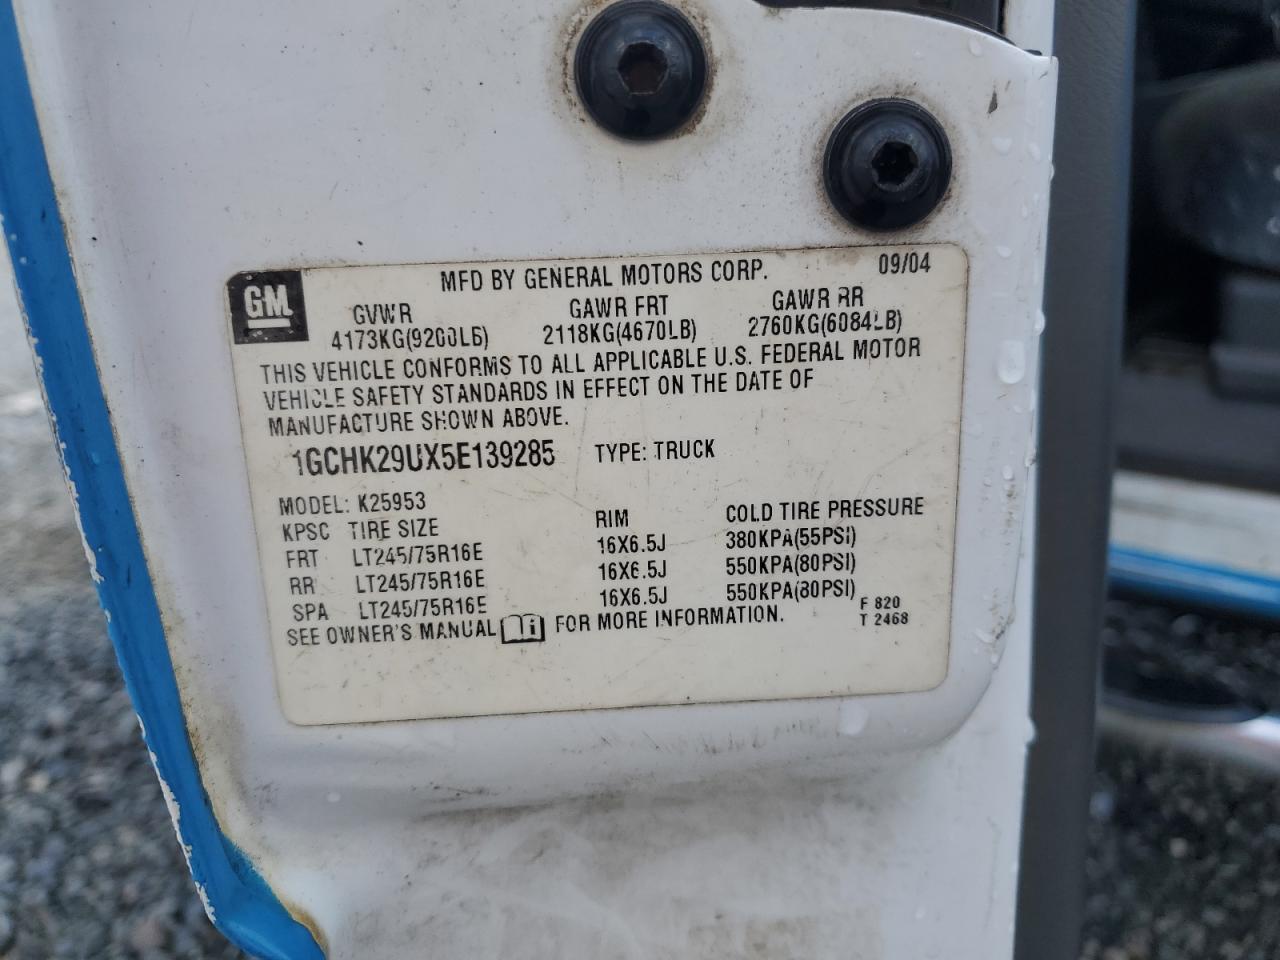 GM
MFD BY GENERAL MOTORS CORP. 09/04
GVWR GAWR FRT GAWR RR
4173KG(9200LB) 2118KG(4670LB) 2760KG(6084LB)
THIS VEHICLE CONFORMS TO ALL APPLICABLE U.S. FEDERAL MOTOR
VEHICLE SAFETY STANDARDS IN EFFECT ON THE DATE OF
MANUFACTURE SHOWN ABOVE.
1GCHK29UX5E139285 TYPE: TRUCK
MODEL: K25953
KPSC TIRE SIZE RIM COLD TIRE PRESSURE
FRT LT245/75R16E 16X6.5J 380KPA(55PSI)
RR LT245/75R16E 16X6.5J 550KPA(80PSI)
SPA LT245/75R16E 16X6.5J 550KPA(80PSI)
SEE OWNER'S MANUAL i FOR MORE INFORMATION.
F 820
T 2468